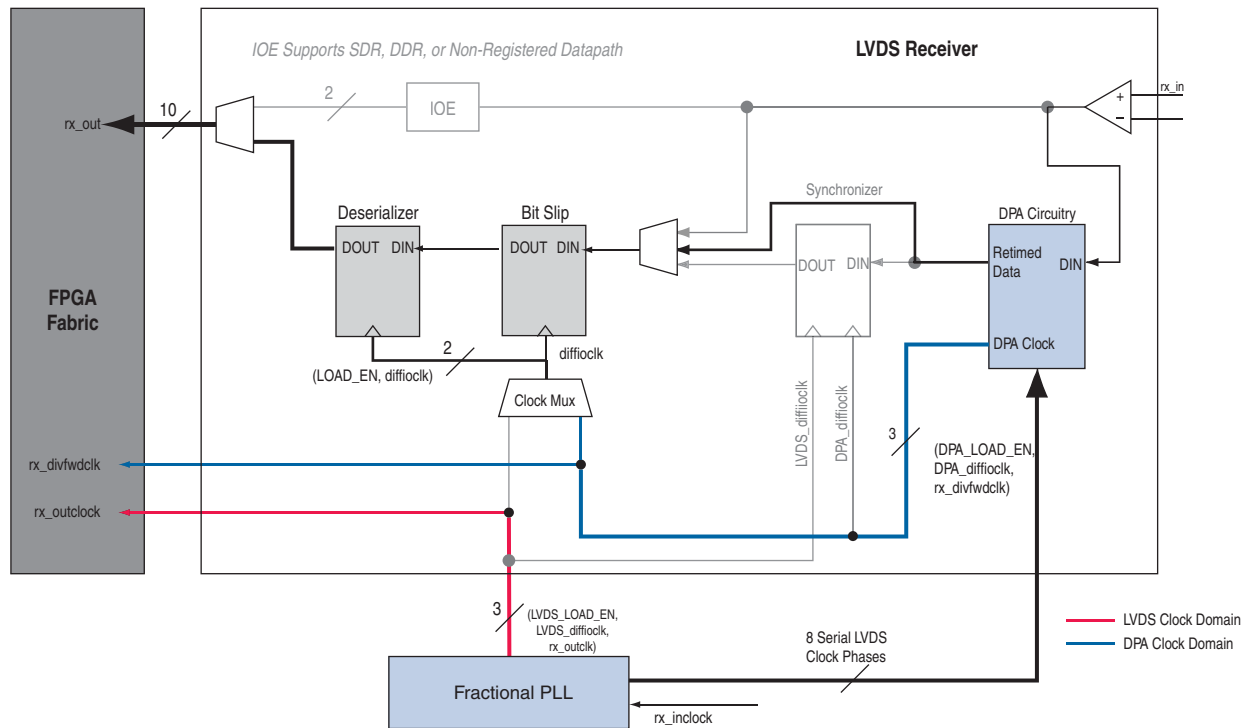 IOE Supports SDR, DDR, or Non-Registered Datapath
LVDS Receiver
rx_in
+
–
2
IOE
10
rx_out
Synchronizer
Deserializer
Bit Slip
DPA Circuitry
DOUT DIN
DOUT DIN
DOUT DIN
Retimed
Data
DIN
DPA Clock
FPGA
Fabric
2
(LOAD_EN, diffioclk)
diffioclk
Clock Mux
LVDS_diffiioclk
DPA_diffioclk
3
(DPA_LOAD_EN,
DPA_diffioclk,
rx_divfwdclk)
rx_divfwdclk
rx_outclock
3
(LVDS_LOAD_EN,
LVDS_diffioclk,
rx_outclk)
8 Serial LVDS
Clock Phases
LVDS Clock Domain
DPA Clock Domain
Fractional PLL
rx_inclock